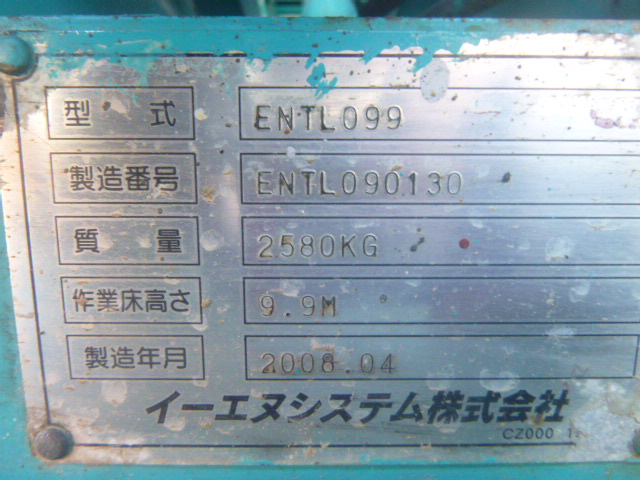 型式 ENTL099
製造番号 ENTL090130
質量 2580KG
作業床高さ 9.9M
製造年月 2008.04
イーエヌシステム株式会社
CZ000